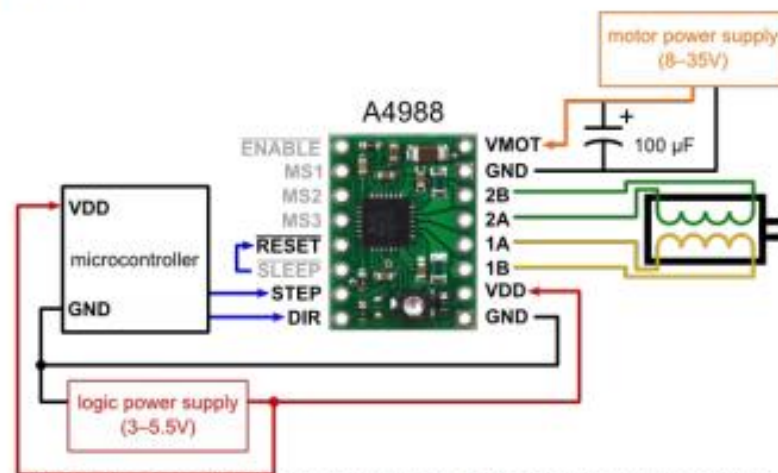 motor power supply
(8–35V)
A4988
+
100 µF
ENABLE
MS1
MS2
MS3
RESET
SLEEP
STEP
DIR
VMOT
GND
2B
2A
1A
1B
VDD
GND
VDD
microcontroller
GND
logic power supply
(3–5.5V)